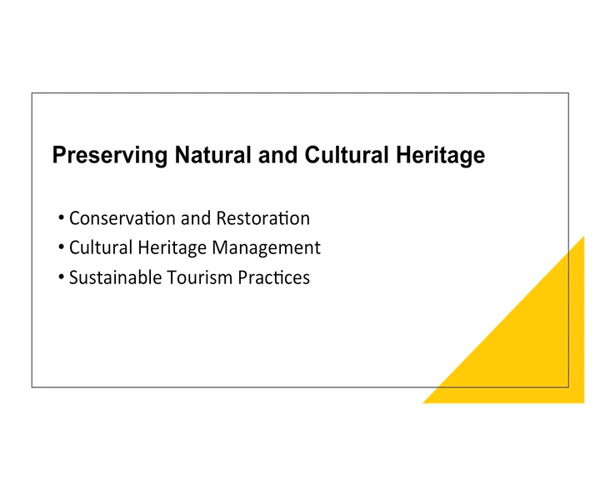 Preserving Natural and Cultural Heritage
• Conservation and Restoration
• Cultural Heritage Management
• Sustainable Tourism Practices